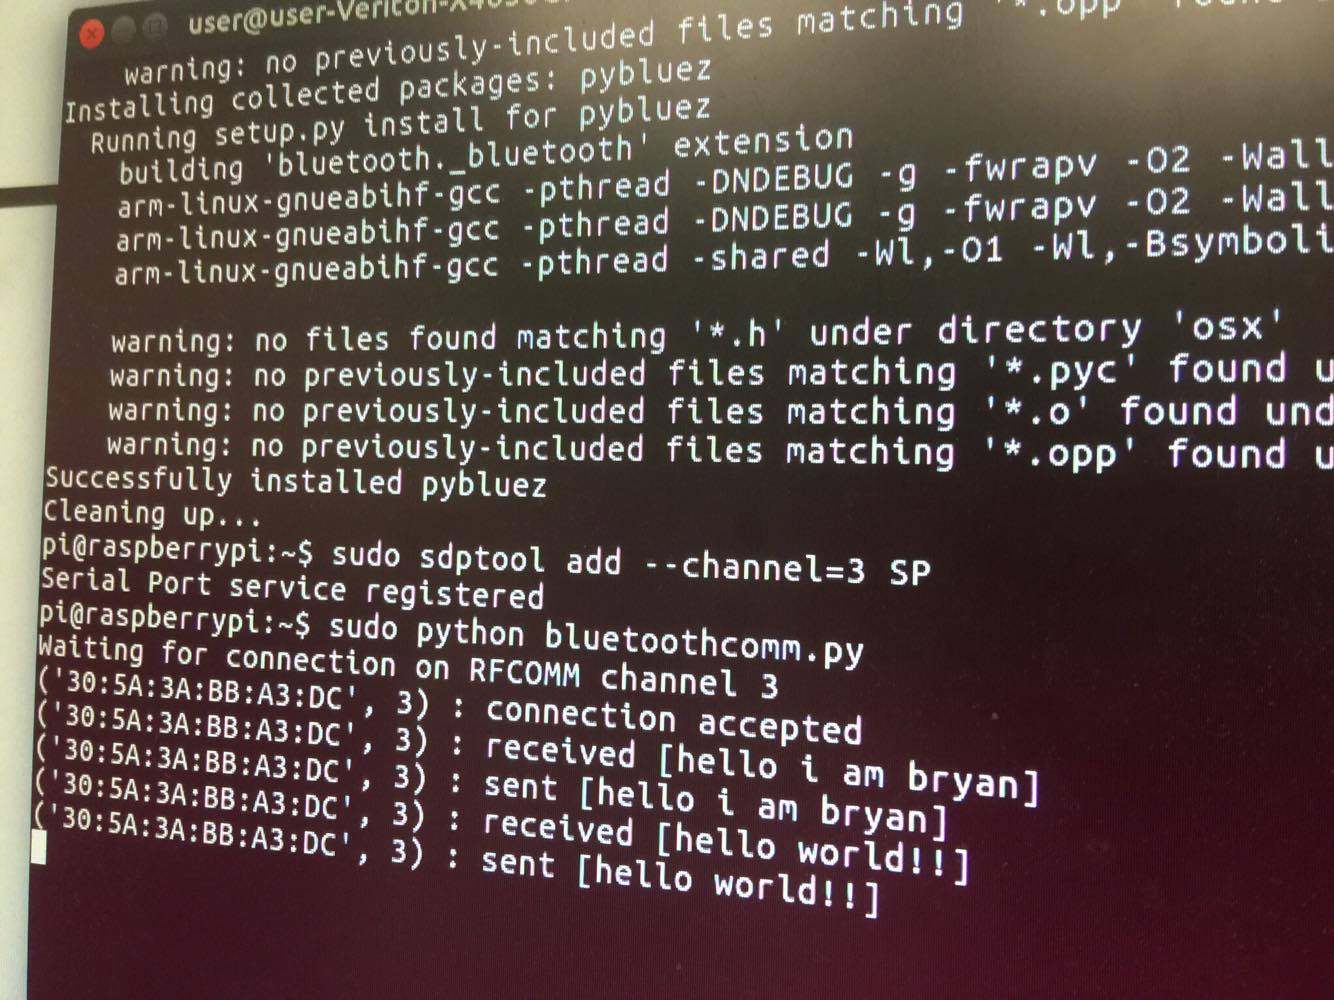 user@user-Veriton-
warning: no previously-included files matching '*.opp' found
Installing collected packages: pybluez
Running setup.py install for pybluez
building 'bluetooth._bluetooth' extension
arm-linux-gnueabihf-gcc -pthread -DNDEBUG -g -fwrapv -O2 -Wall
arm-linux-gnueabihf-gcc -pthread -DNDEBUG -g -fwrapv -O2 -Wall
arm-linux-gnueabihf-gcc -pthread -shared -Wl,-O1 -Wl,-Bsymboli
warning: no files found matching '*.h' under directory 'osx'
warning: no previously-included files matching '*.pyc' found u
warning: no previously-included files matching '*.o' found und
warning: no previously-included files matching '*.opp' found u
Successfully installed pybluez
Cleaning up...
pi@raspberrypi:~$ sudo sdptool add --channel=3 SP
Serial Port service registered
pi@raspberrypi:~$ sudo python bluetoothcomm.py
Waiting for connection on RFCOMM channel 3
('30:5A:3A:BB:A3:DC', 3) : connection accepted
('30:5A:3A:BB:A3:DC', 3) : received [hello i am bryan]
('30:5A:3A:BB:A3:DC', 3) : sent [hello i am bryan]
('30:5A:3A:BB:A3:DC', 3) : received [hello world!!]
('30:5A:3A:BB:A3:DC', 3) : sent [hello world!!]